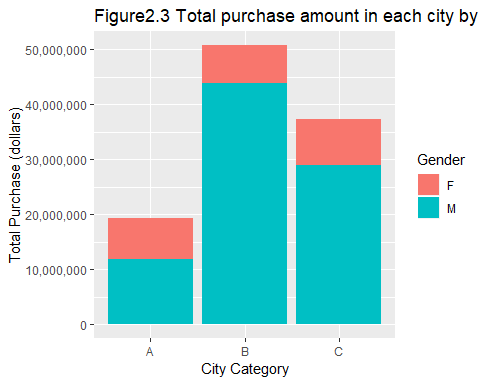 Figure2.3 Total purchase amount in each city by
Total Purchase (dollars)
50,000,000
40,000,000
30,000,000
20,000,000
10,000,000
0
A
B
C
City Category
Gender
F
M